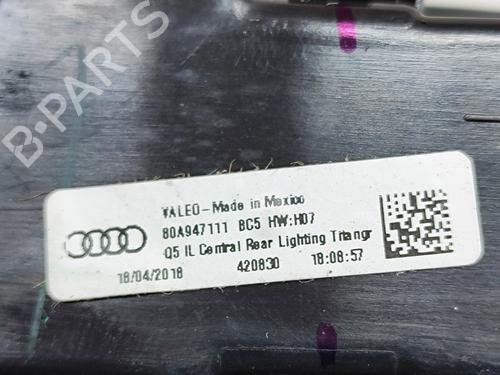 B-PARTS
VALEO-Made in Mexico
80A947111 BC5 HW:H07
Q5 IL Central Rear Lighting Triangr
18/04/2018 420830 18:08:57